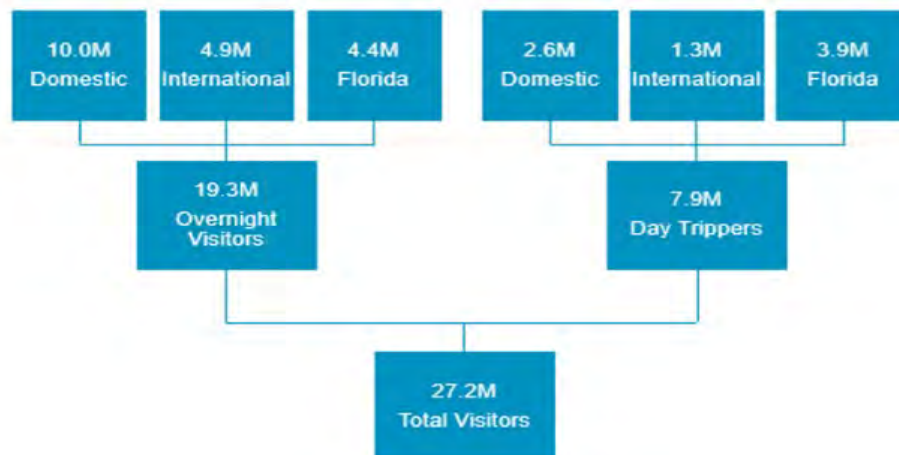 10.0M
Domestic
4.9M
International
4.4M
Florida
2.6M
Domestic
1.3M
International
3.9M
Florida
19.3M
Overnight
Visitors
7.9M
Day Trippers
27.2M
Total Visitors